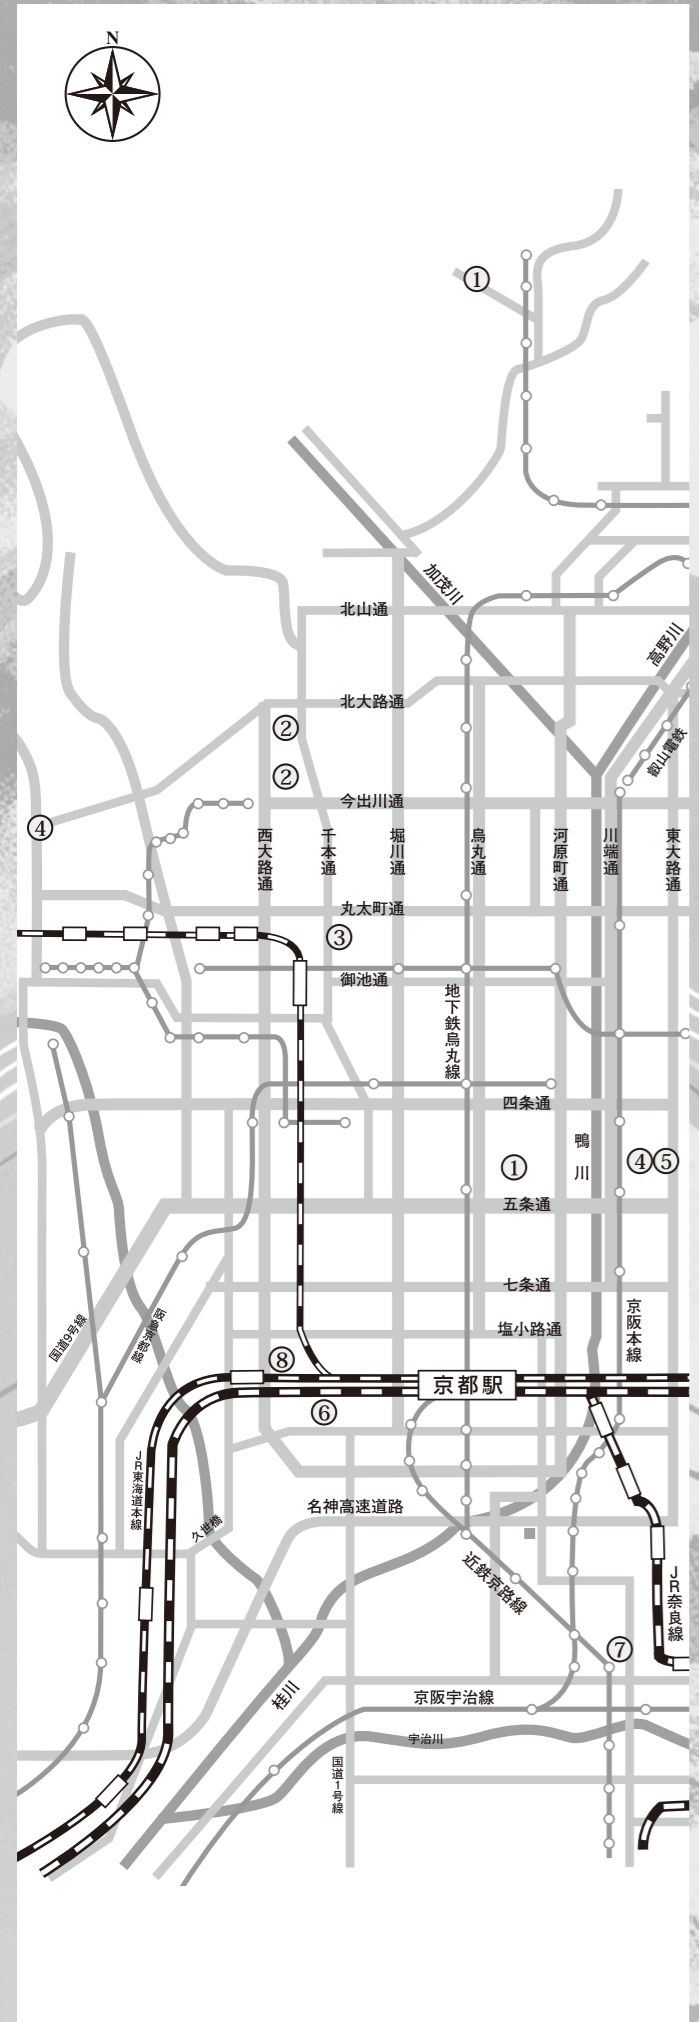 N
①
加茂川
北山通
高野川
北大路通
②
叡山電鉄
②
今出川通
④
西大路通
千本通
堀川通
烏丸通
河原町通
川端通
東大路通
丸太町通
③
御池通
地下鉄烏丸線
四条通
鴨川
①
④⑤
五条通
七条通
京阪本線
国道9号線
阪急京都線
塩小路通
⑧
京都駅
⑥
JR東海道本線
名神高速道路
久世橋
近鉄京路線
JR奈良線
⑦
桂川
京阪宇治線
宇治川
国道1号線